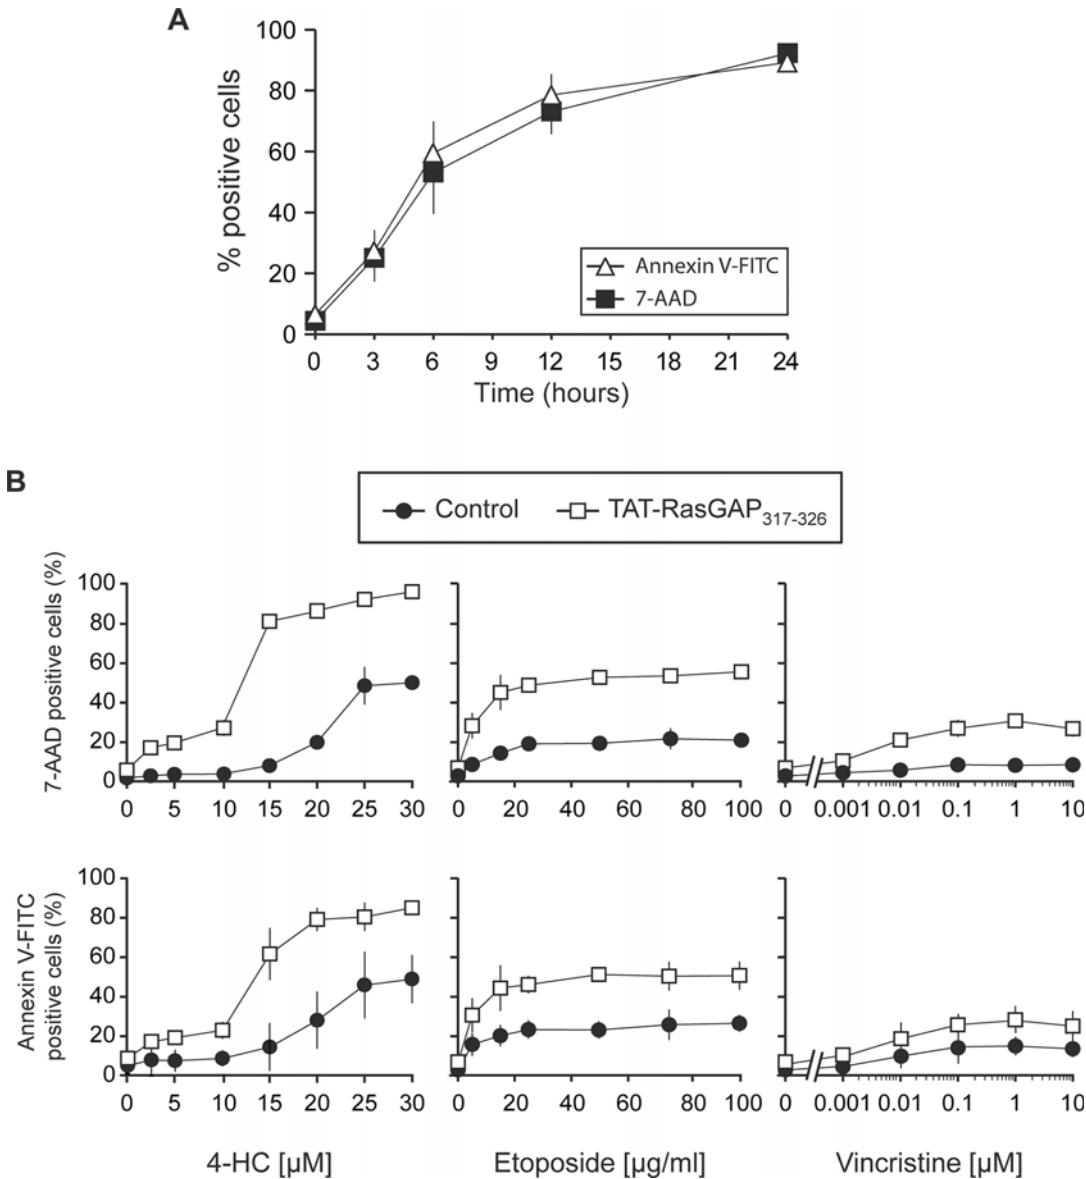 A
% positive cells
100
80
60
40
20
0
Annexin V-FITC
7-AAD
0 3 6 9 12 15 18 21 24
Time (hours)
B
Control TAT-RasGAP317-326
7-AAD positive cells (%)
100
80
60
40
20
0
0 5 10 15 20 25 30
0 20 40 60 80 100
0 0.001 0.01 0.1 1 10
Annexin V-FITC
positive cells (%)
100
80
60
40
20
0
0 5 10 15 20 25 30
0 20 40 60 80 100
0 0.001 0.01 0.1 1 10
4-HC [µM] Etoposide [µg/ml] Vincristine [µM]